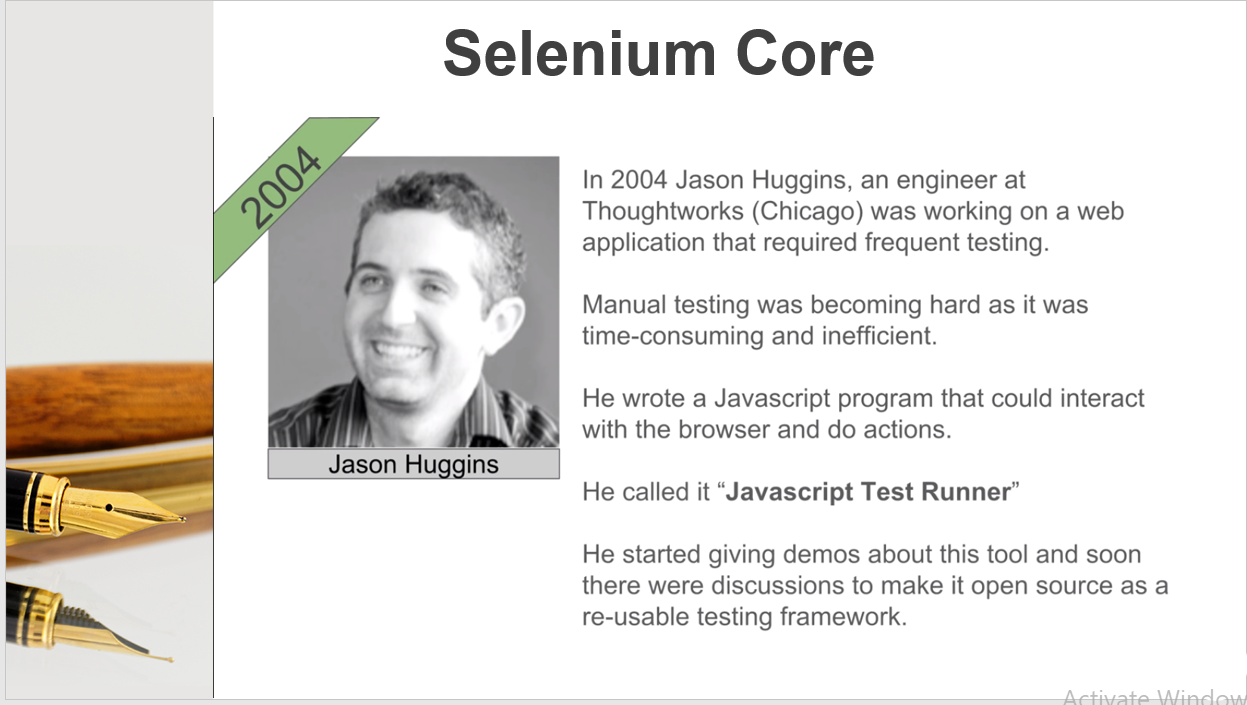 Selenium Core
2004
Jason Huggins
In 2004 Jason Huggins, an engineer at
Thoughtworks (Chicago) was working on a web
application that required frequent testing.
Manual testing was becoming hard as it was
time-consuming and inefficient.
He wrote a Javascript program that could interact
with the browser and do actions.
He called it “Javascript Test Runner”
He started giving demos about this tool and soon
there were discussions to make it open source as a
re-usable testing framework.
Activate Window